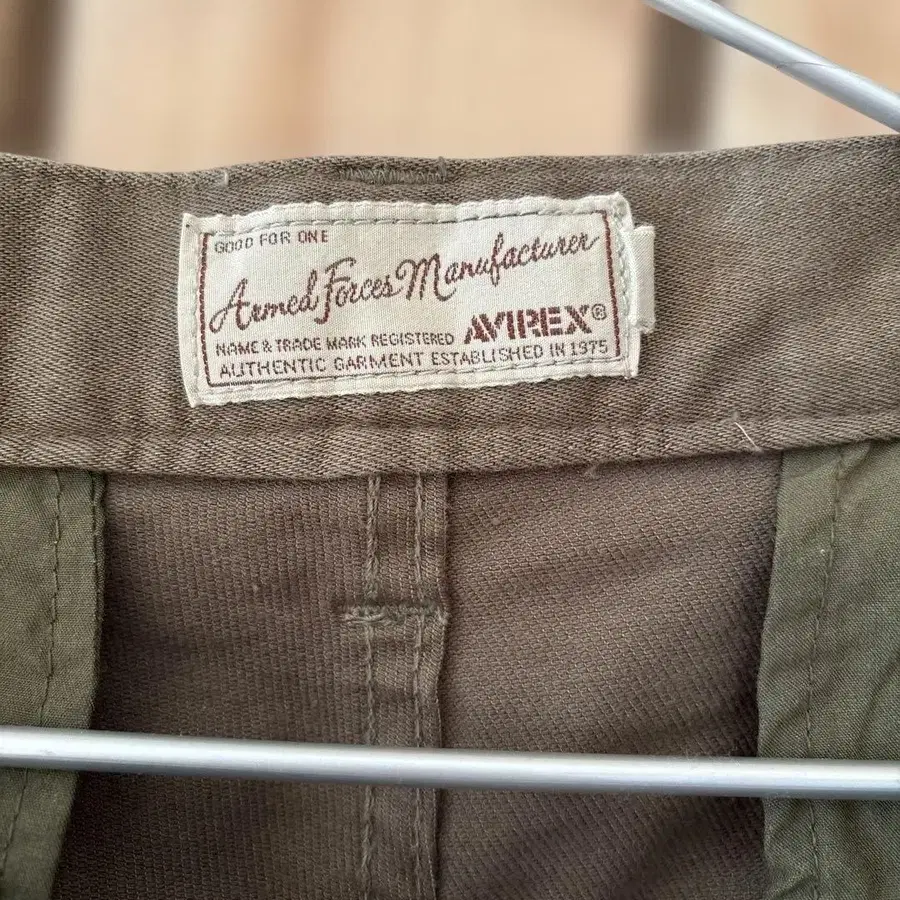 GOOD FOR ONE
Armed Forces Manufacturer
NAME & TRADE MARK REGISTERED AVIREX®
AUTHENTIC GARMENT ESTABLISHED IN 1975